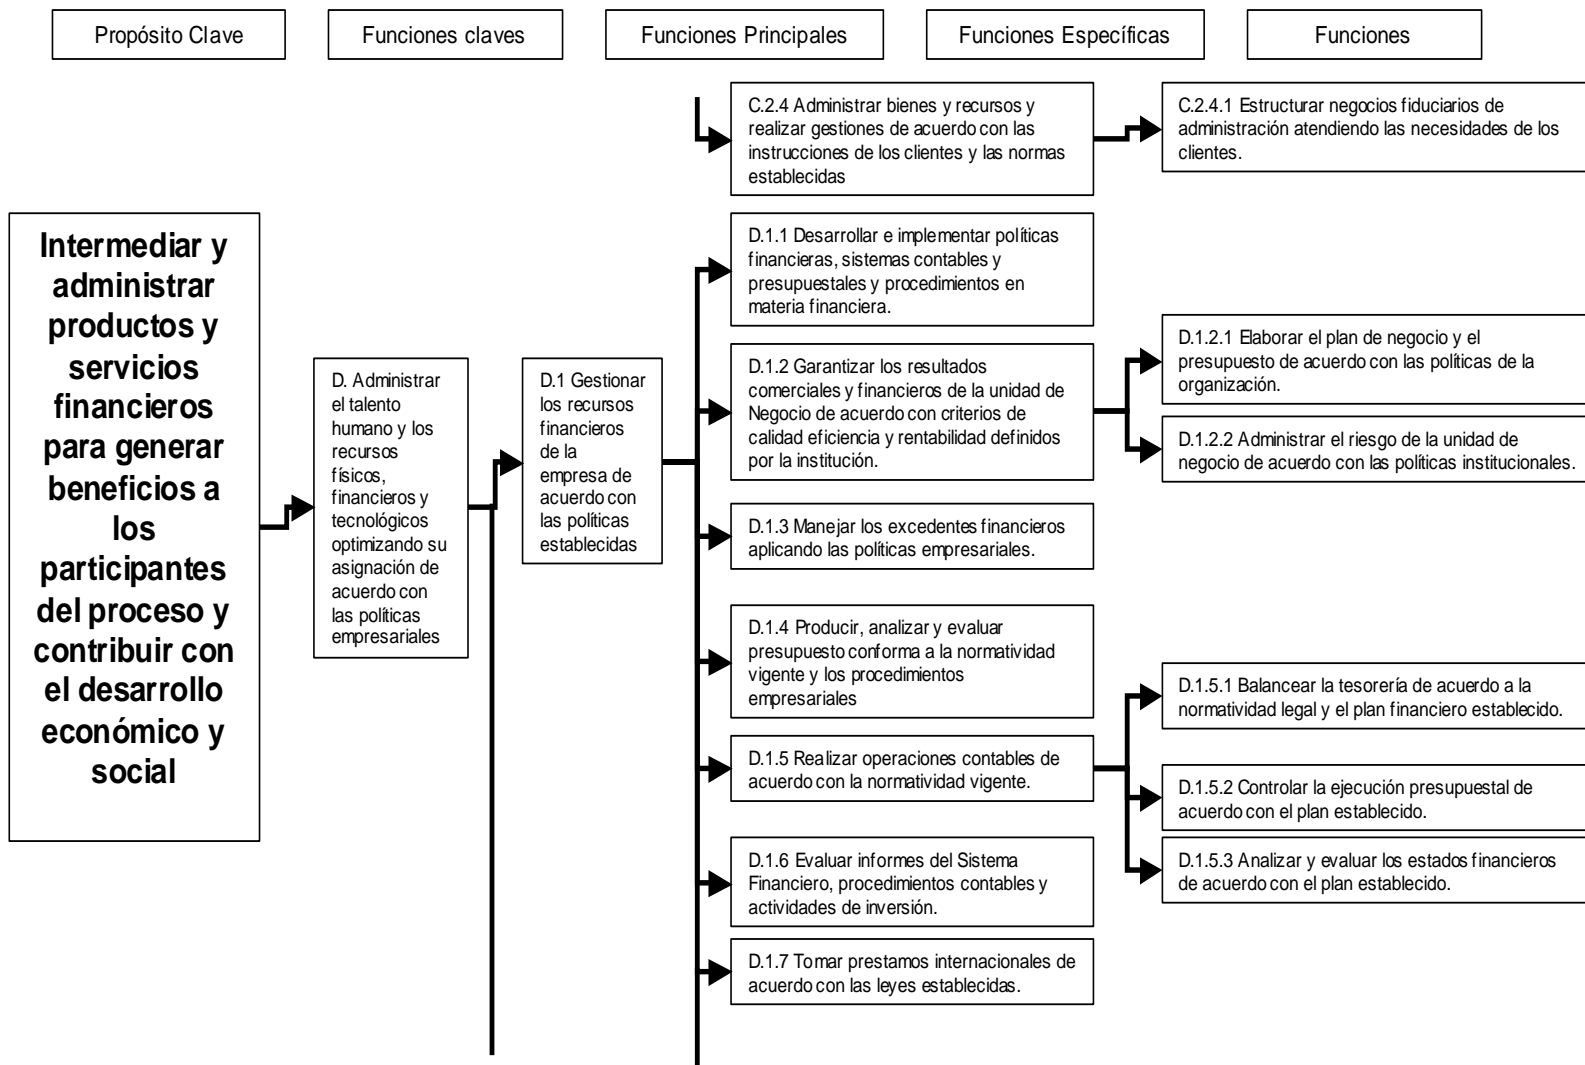 Propósito Clave
Funciones claves
Funciones Principales
Funciones Específicas
Funciones
C.2.4 Administrar bienes y recursos y
realizar gestiones de acuerdo con las
instrucciones de los clientes y las normas
establecidas
C.2.4.1 Estructurar negocios fiduciarios de
administración atendiendo las necesidades de los
clientes.
Intermediar y
administrar
productos y
servicios
financieros
para generar
beneficios a
los
participantes
del proceso y
contribuir con
el desarrollo
económico y
social
D. Administrar
el talento
humano y los
recursos
físicos,
financieros y
tecnológicos
optimizando su
asignación de
acuerdo con
las políticas
empresariales
D.1 Gestionar
los recursos
financieros
de la
empresa de
acuerdo con
las políticas
establecidas
D.1.1 Desarrollar e implementar políticas
financieras, sistemas contables y
presupuestales y procedimientos en
materia financiera.
D.1.2 Garantizar los resultados
comerciales y financieros de la unidad de
Negocio de acuerdo con criterios de
calidad eficiencia y rentabilidad definidos
por la institución.
D.1.2.1 Elaborar el plan de negocio y el
presupuesto de acuerdo con las políticas de la
organización.
D.1.2.2 Administrar el riesgo de la unidad de
negocio de acuerdo con las políticas institucionales.
D.1.3 Manejar los excedentes financieros
aplicando las políticas empresariales.
D.1.4 Producir, analizar y evaluar
presupuesto conforma a la normatividad
vigente y los procedimientos
empresariales
D.1.5 Realizar operaciones contables de
acuerdo con la normatividad vigente.
D.1.5.1 Balancear la tesorería de acuerdo a la
normatividad legal y el plan financiero establecido.
D.1.5.2 Controlar la ejecución presupuestal de
acuerdo con el plan establecido.
D.1.5.3 Analizar y evaluar los estados financieros
de acuerdo con el plan establecido.
D.1.6 Evaluar informes del Sistema
Financiero, procedimientos contables y
actividades de inversión.
D.1.7 Tomar prestamos internacionales de
acuerdo con las leyes establecidas.